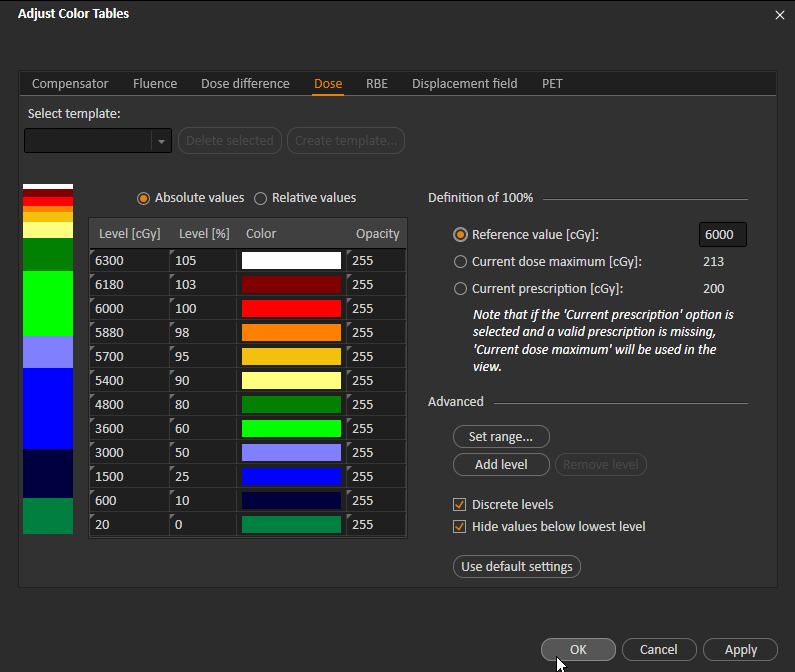 Adjust Color Tables
Compensator Fluence Dose difference Dose RBE Displacement field PET
Select template:
Delete selected Create template...
Absolute values Relative values
Definition of 100%
Level [cGy] Level [%] Color Opacity
6300 105 255
6180 103 255
6000 100 255
5880 98 255
5700 95 255
5400 90 255
4800 80 255
3600 60 255
3000 50 255
1500 25 255
600 10 255
20 0 255
Reference value [cGy]: 6000
Current dose maximum [cGy]: 213
Current prescription [cGy]: 200
Note that if the 'Current prescription' option is
selected and a valid prescription is missing,
'Current dose maximum' will be used in the
view.
Advanced
Set range...
Add level Remove level
Discrete levels
Hide values below lowest level
Use default settings
OK Cancel Apply